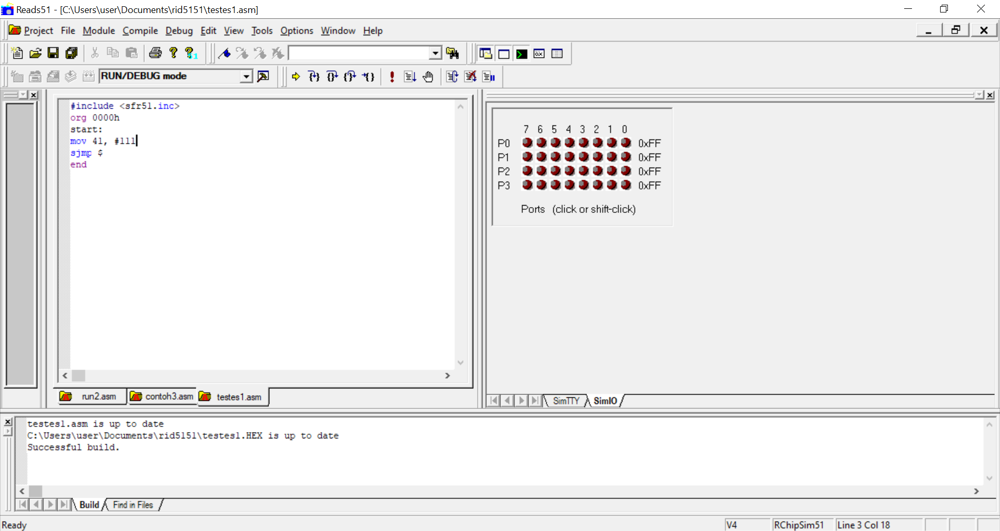 Reads51 - [C:\Users\user\Documents\rid5151\testes1.asm]
Project File Module Compile Debug Edit View Tools Options Window Help
RUN/DEBUG mode
#include <sfr51.inc>
org 0000h
start:
mov 41, #111
sjmp $
end
7 6 5 4 3 2 1 0
P0 0xFF
P1 0xFF
P2 0xFF
P3 0xFF
Ports (click or shift-click)
run2.asm contoh3.asm testes1.asm
SimTTY SimIO
testes1.asm is up to date
C:\Users\user\Documents\rid5151\testes1.HEX is up to date
Successful build.
Build Find in Files
Ready V4 RChipSim51 Line 3 Col 18